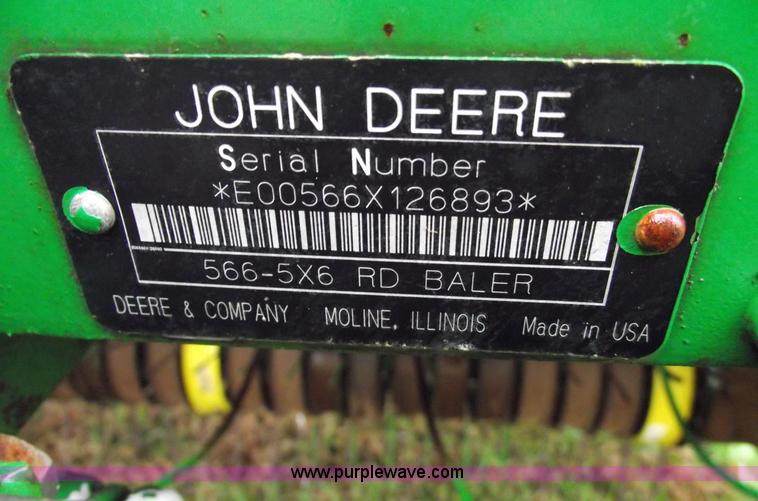 JOHN DEERE
Serial Number
*E00566X126893*
566-5X6 RD BALER
DEERE & COMPANY MOLINE, ILLINOIS Made in USA
www.purplewave.com